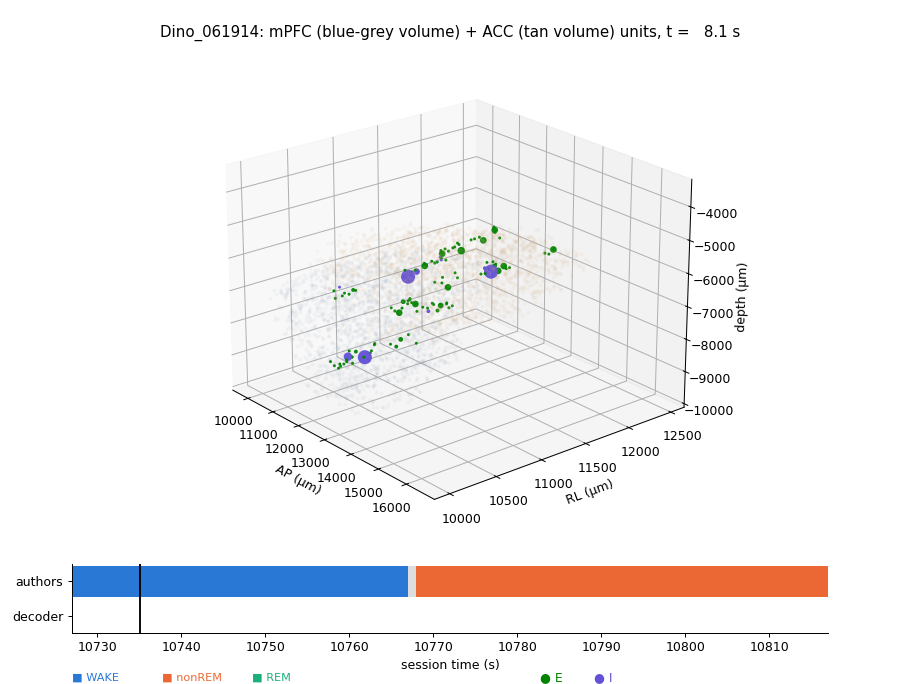 Dino_061914: mPFC (blue-grey volume) + ACC (tan volume) units, t =   8.1 s
−4000
−5000
−6000
−7000
−8000
−9000
−10000
depth (μm)
10000
11000
12000
13000
14000
15000
16000
AP (μm)
10000
10500
11000
11500
12000
12500
RL (μm)
authors
decoder
10730 10740 10750 10760 10770 10780 10790 10800 10810
session time (s)
WAKE nonREM REM E I